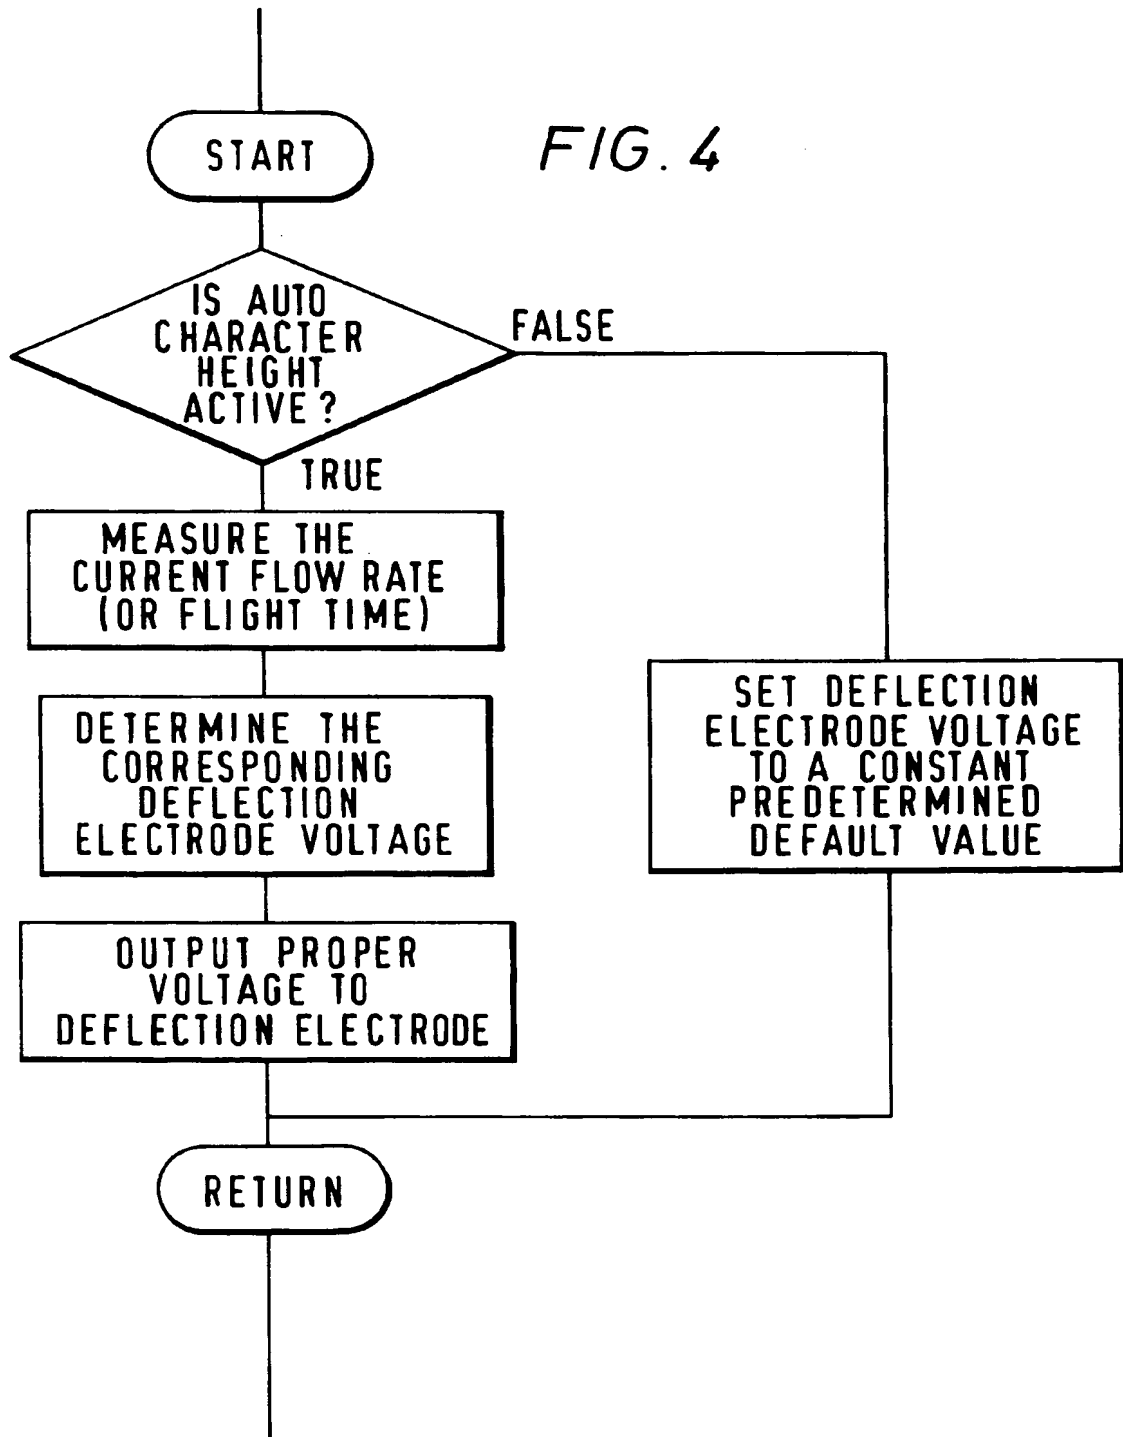 FIG. 4
START
IS AUTO
CHARACTER
HEIGHT
ACTIVE?
FALSE
TRUE
MEASURE THE
CURRENT FLOW RATE
(OR FLIGHT TIME)
DETERMINE THE
CORRESPONDING
DEFLECTION
ELECTRODE VOLTAGE
SET DEFLECTION
ELECTRODE VOLTAGE
TO A CONSTANT
PREDETERMINED
DEFAULT VALUE
OUTPUT PROPER
VOLTAGE TO
DEFLECTION ELECTRODE
RETURN